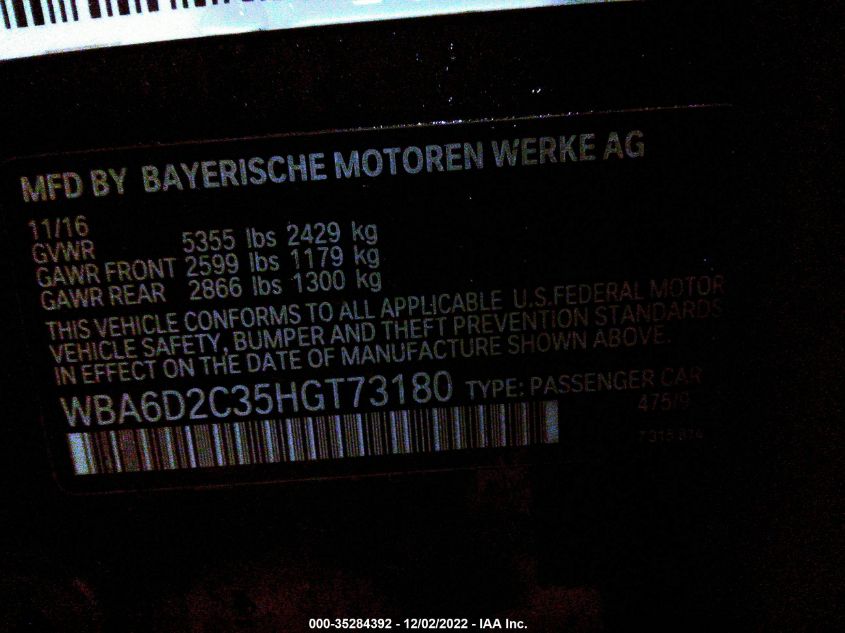 MFD BY BAYERISCHE MOTOREN WERKE AG
11/16
GVWR 5355 lbs 2429 kg
GAWR FRONT 2599 lbs 1179 kg
GAWR REAR 2866 lbs 1300 kg
THIS VEHICLE CONFORMS TO ALL APPLICABLE U.S.FEDERAL MOTOR
VEHICLE SAFETY, BUMPER AND THEFT PREVENTION STANDARDS
IN EFFECT ON THE DATE OF MANUFACTURE SHOWN ABOVE.
WBA6D2C35HGT73180 TYPE: PASSENGER CAR
475/9
000-35284392 - 12/02/2022 - IAA Inc.